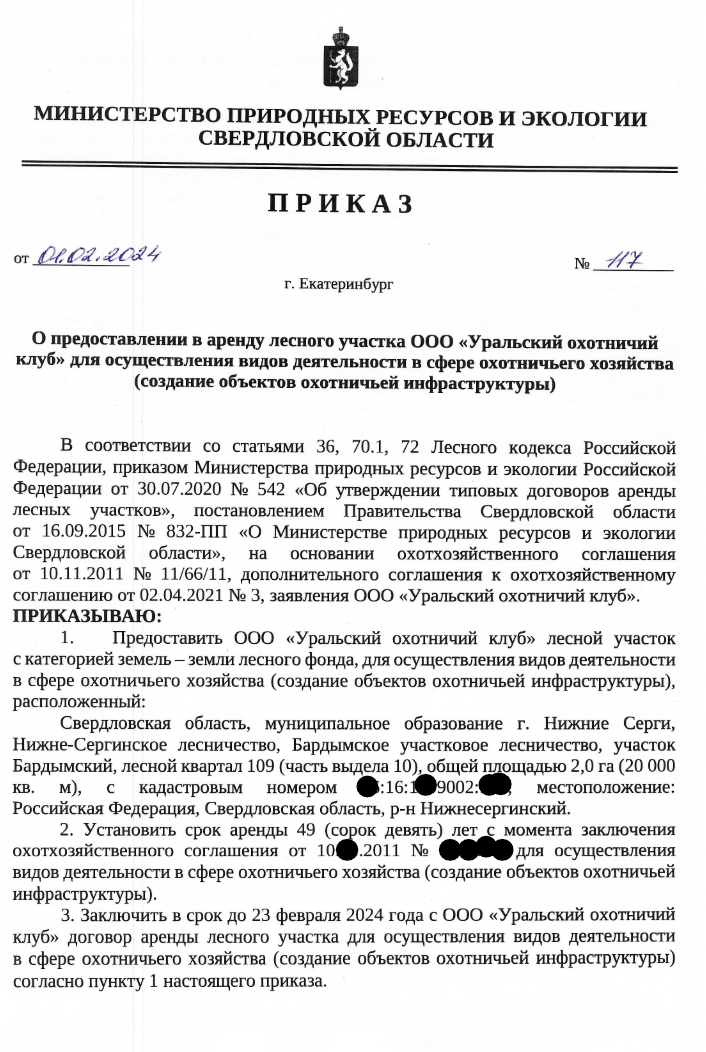 МИНИСТЕРСТВО ПРИРОДНЫХ РЕСУРСОВ И ЭКОЛОГИИ
СВЕРДЛОВСКОЙ ОБЛАСТИ
ПРИКАЗ
от 01.02.2024
№ 117
г. Екатеринбург
О предоставлении в аренду лесного участка ООО «Уральский охотничий
клуб» для осуществления видов деятельности в сфере охотничьего хозяйства
(создание объектов охотничьей инфраструктуры)
В соответствии со статьями 36, 70.1, 72 Лесного кодекса Российской
Федерации, приказом Министерства природных ресурсов и экологии Российской
Федерации от 30.07.2020 № 542 «Об утверждении типовых договоров аренды
лесных участков», постановлением Правительства Свердловской области
от 16.09.2015 № 832-ПП «О Министерстве природных ресурсов и экологии
Свердловской области», на основании охотхозяйственного соглашения
от 10.11.2011 № 11/66/11, дополнительного соглашения к охотхозяйственному
соглашению от 02.04.2021 № 3, заявления ООО «Уральский охотничий клуб».
ПРИКАЗЫВАЮ:
1. Предоставить ООО «Уральский охотничий клуб» лесной участок
с категорией земель – земли лесного фонда, для осуществления видов деятельности
в сфере охотничьего хозяйства (создание объектов охотничьей инфраструктуры),
расположенный:
Свердловская область, муниципальное образование г. Нижние Серги,
Нижне-Сергинское лесничество, Бардымское участковое лесничество, участок
Бардымский, лесной квартал 109 (часть выдела 10), общей площадью 2,0 га (20 000
кв. м), с кадастровым номером :16:1 9002: , местоположение:
Российская Федерация, Свердловская область, р-н Нижнесергинский.
2. Установить срок аренды 49 (сорок девять) лет с момента заключения
охотхозяйственного соглашения от 10 .2011 № для осуществления
видов деятельности в сфере охотничьего хозяйства (создание объектов охотничьей
инфраструктуры).
3. Заключить в срок до 23 февраля 2024 года с ООО «Уральский охотничий
клуб» договор аренды лесного участка для осуществления видов деятельности
в сфере охотничьего хозяйства (создание объектов охотничьей инфраструктуры)
согласно пункту 1 настоящего приказа.